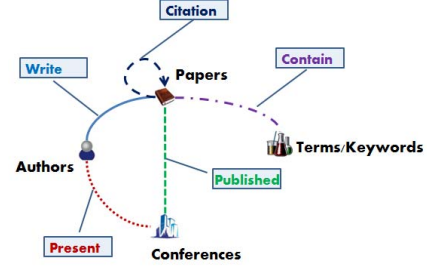 Citation
Write
Papers
Contain
Terms/Keywords
Authors
Published
Present
Conferences